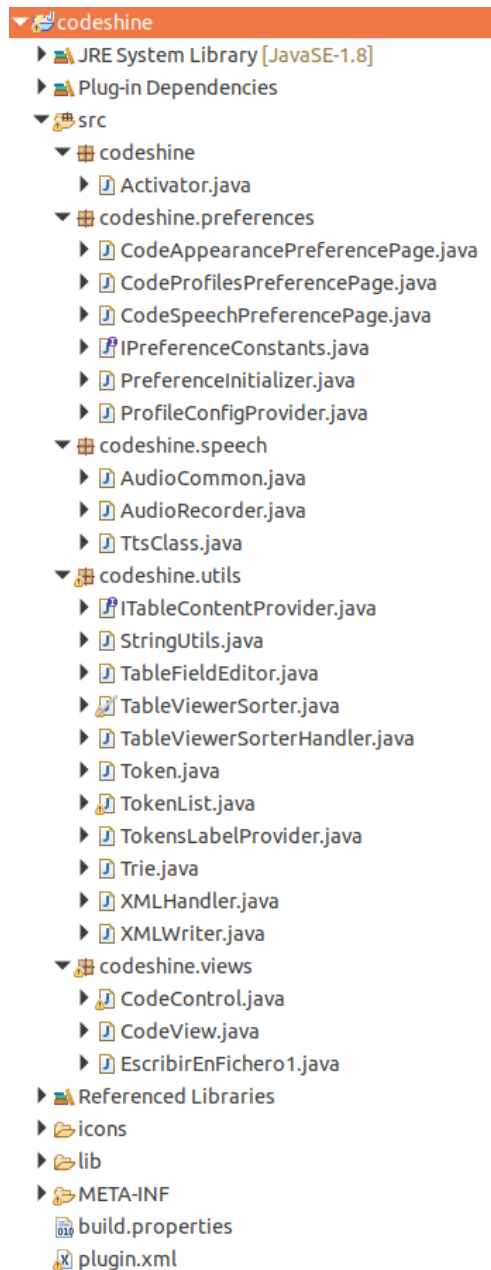 codeshine
JRE System Library [JavaSE-1.8]
Plug-in Dependencies
src
codeshine
Activator.java
codeshine.preferences
CodeAppearancePreferencePage.java
CodeProfilesPreferencePage.java
CodeSpeechPreferencePage.java
IPreferenceConstants.java
PreferenceInitializer.java
ProfileConfigProvider.java
codeshine.speech
AudioCommon.java
AudioRecorder.java
TtsClass.java
codeshine.utils
ITableContentProvider.java
StringUtils.java
TableFieldEditor.java
TableViewerSorter.java
TableViewerSorterHandler.java
Token.java
TokenList.java
TokensLabelProvider.java
Trie.java
XMLHandler.java
XMLWriter.java
codeshine.views
CodeControl.java
CodeView.java
EscribirEnFichero1.java
Referenced Libraries
icons
lib
META-INF
build.properties
plugin.xml